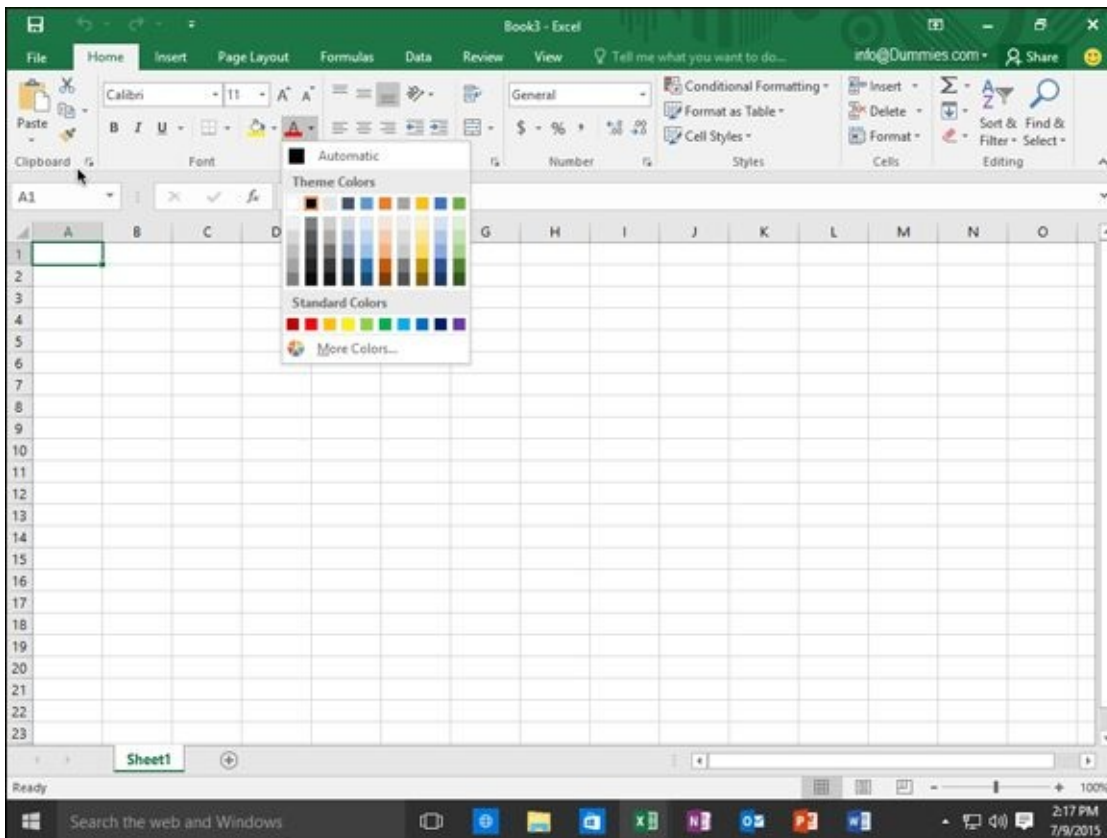 Book3 - Excel
File Home Insert Page Layout Formulas Data Review View Tell me what you want to do... info@Dummies.com Share
Paste
Clipboard
Calibri 11
B I U A
Font
General
$ % ,
Number
Conditional Formatting
Format as Table
Cell Styles
Styles
Insert
Delete
Format
Cells
Sort & Filter
Find & Select
Editing
A1 fx
Automatic
Theme Colors
Standard Colors
More Colors...
A B C D G H I J K L M N O
1
2
3
4
5
6
7
8
9
10
11
12
13
14
15
16
17
18
19
20
21
22
23
Sheet1
Ready 100%
Search the web and Windows
2:17 PM
7/9/2015